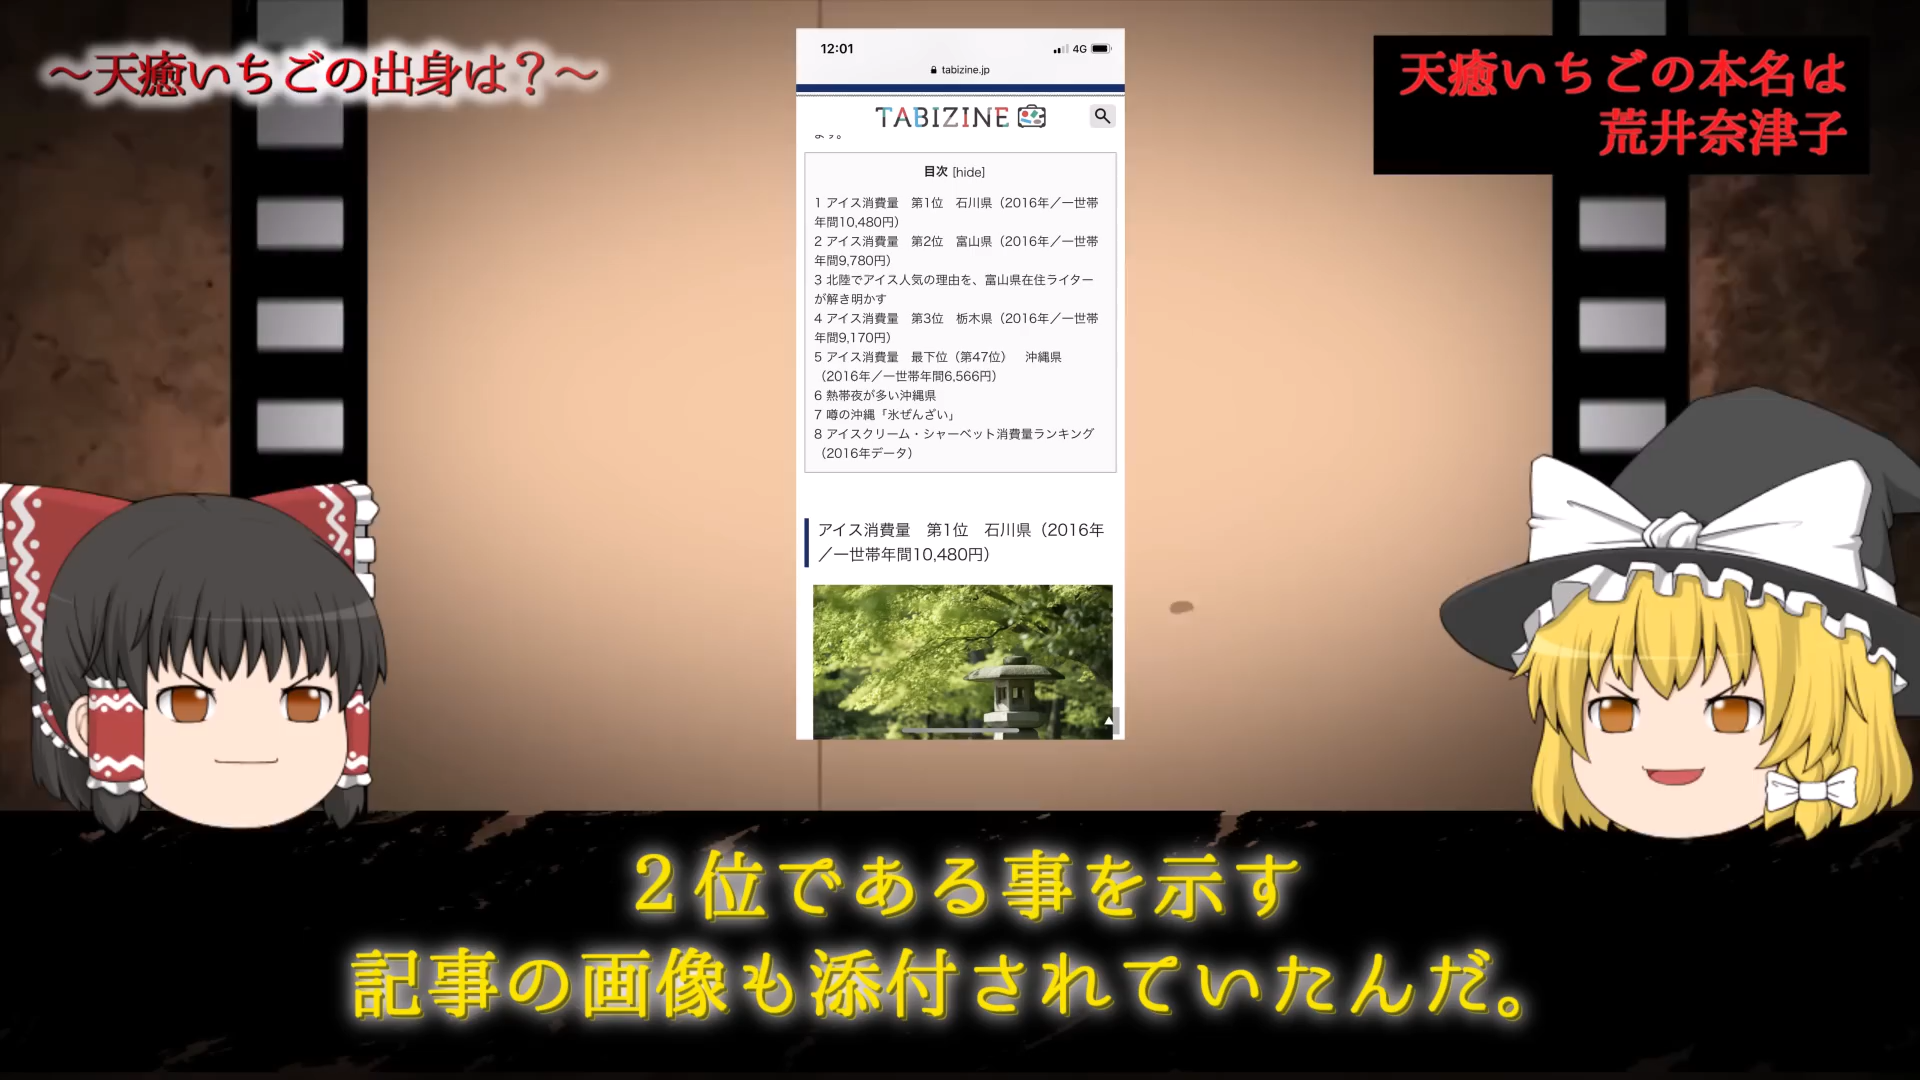 ～天癒いちごの出身は？～
天癒いちごの本名は
荒井奈津子
12:01
4G
tabizine.jp
TABIZINE
ます。
目次 [hide]
1 アイス消費量　第1位　石川県（2016年／一世帯
年間10,480円）
2 アイス消費量　第2位　富山県（2016年／一世帯
年間9,780円）
3 北陸でアイス人気の理由を、富山県在住ライター
が解き明かす
4 アイス消費量　第3位　栃木県（2016年／一世帯
年間9,170円）
5 アイス消費量　最下位（第47位）　沖縄県
（2016年／一世帯年間6,566円）
6 熱帯夜が多い沖縄県
7 噂の沖縄「氷ぜんざい」
8 アイスクリーム・シャーベット消費量ランキング
（2016年データ）
アイス消費量　第1位　石川県（2016年
／一世帯年間10,480円）
２位である事を示す
記事の画像も添付されていたんだ。